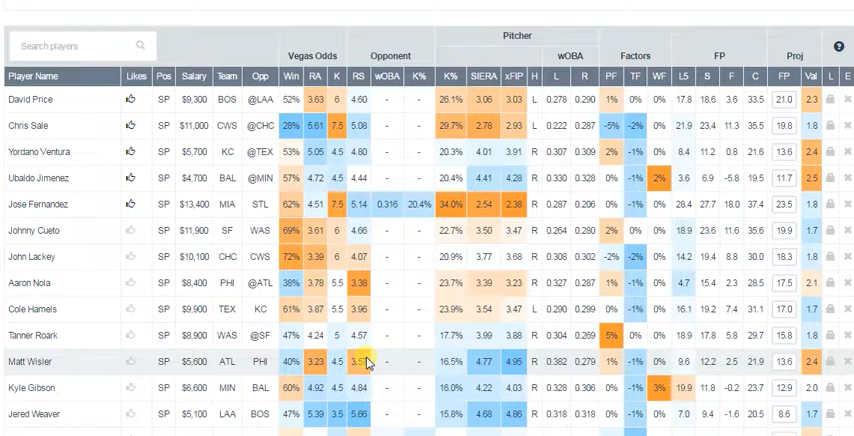 Pitcher
Search players
Vegas Odds Opponent wOBA Factors FP Proj ?
Player Name Likes Pos Salary Team Opp Win RA K RS wOBA K% K% SIERA xFIP H L R PF TF WF L5 S F C FP Val L E
David Price SP $9,300 BOS @LAA 52% 3.63 6 4.60 - - 26.1% 3.06 3.03 L 0.278 0.290 1% 0% 0% 17.8 18.6 3.6 33.5 21.0 2.3
Chris Sale SP $11,000 CWS @CHC 28% 5.61 7.5 5.08 - - 29.7% 2.78 2.93 L 0.222 0.287 -5% -2% 0% 21.9 23.4 11.3 35.5 19.8 1.8
Yordano Ventura SP $5,700 KC @TEX 53% 5.05 4.5 4.80 - - 20.3% 4.01 3.91 R 0.307 0.309 2% -1% 0% 8.4 11.2 0.8 21.6 13.6 2.4
Ubaldo Jimenez SP $4,700 BAL @MIN 57% 4.72 4.5 4.44 - - 20.4% 4.41 4.28 R 0.330 0.328 0% -1% 2% 3.6 6.9 -5.8 19.5 11.7 2.5
Jose Fernandez SP $13,400 MIA STL 62% 4.51 7.5 5.14 0.316 20.4% 34.0% 2.54 2.38 R 0.287 0.206 0% -1% 0% 28.4 27.7 18.0 37.4 23.5 1.8
Johnny Cueto SP $11,900 SF WAS 69% 3.61 6 4.66 - - 22.7% 3.50 3.47 R 0.264 0.280 2% 0% 0% 18.9 23.6 11.6 35.6 19.9 1.7
John Lackey SP $10,100 CHC CWS 72% 3.39 6 4.07 - - 20.9% 3.77 3.68 R 0.308 0.303 -2% -2% 0% 14.2 19.4 8.8 30.0 18.3 1.8
Aaron Nola SP $8,400 PHI @ATL 38% 3.78 5.5 3.38 - - 23.7% 3.39 3.23 R 0.327 0.287 1% -1% 0% 4.7 15.4 2.3 28.5 17.5 2.1
Cole Hamels SP $9,900 TEX KC 61% 3.87 5.5 3.96 - - 23.9% 3.54 3.47 L 0.290 0.299 0% -1% 0% 16.1 19.2 7.4 31.1 17.0 1.7
Tanner Roark SP $8,900 WAS @SF 47% 4.24 5 4.57 - - 17.7% 3.99 3.88 R 0.304 0.269 5% 0% 0% 18.9 17.8 5.8 29.7 15.8 1.8
Matt Wisler SP $5,600 ATL PHI 40% 3.23 4.5 - - 16.5% 4.77 4.95 R 0.382 0.279 1% -1% 0% 9.6 12.2 2.5 21.9 13.6 2.4
Kyle Gibson SP $6,600 MIN BAL 60% 4.92 4.5 4.84 - - 16.0% 4.22 4.03 R 0.328 0.306 0% -1% 3% 19.9 11.8 -0.2 23.7 12.9 2.0
Jered Weaver SP $5,100 LAA BOS 47% 5.39 3.5 5.66 - - 15.8% 4.68 4.86 R 0.318 0.318 0% -1% 0% 7.0 9.4 -1.6 20.5 8.6 1.7